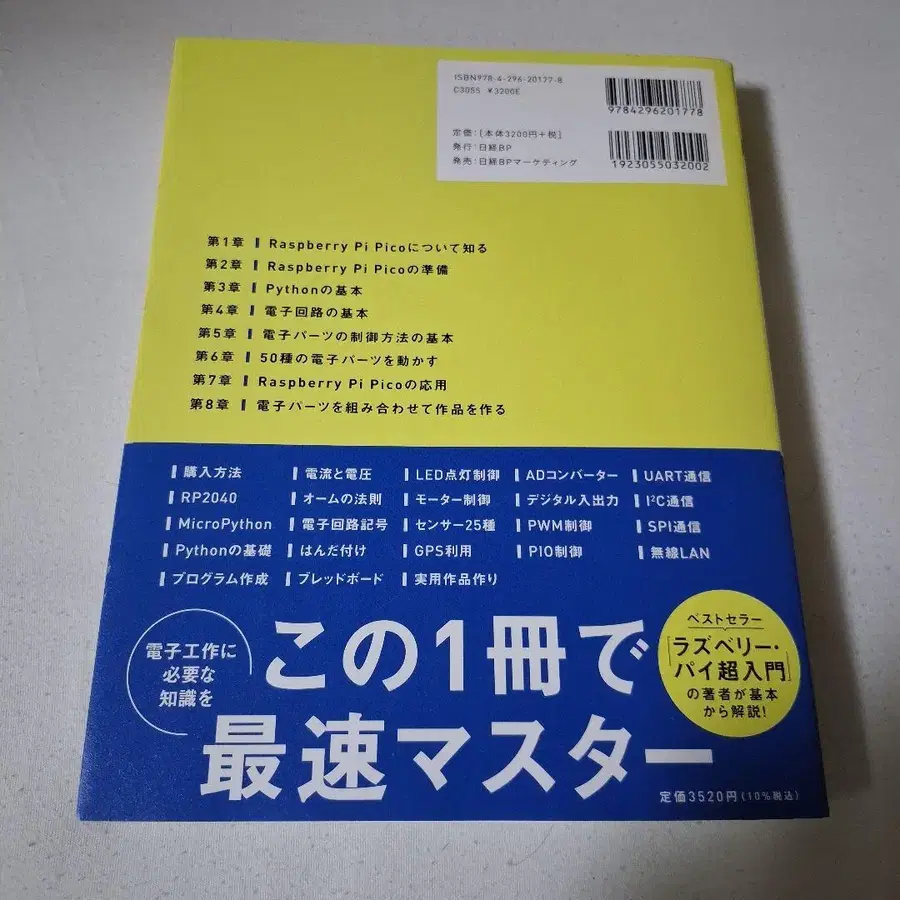 ISBN978-4-296-20177-8
C3055 ¥3200E
9784296201778
定価：[本体3200円+税]
発行：日経BP
発売：日経BPマーケティング
1923055032002
第1章 Raspberry Pi Picoについて知る
第2章 Raspberry Pi Picoの準備
第3章 Pythonの基本
第4章 電子回路の基本
第5章 電子パーツの制御方法の基本
第6章 50種の電子パーツを動かす
第7章 Raspberry Pi Picoの応用
第8章 電子パーツを組み合わせて作品を作る
購入方法 電流と電圧 LED点灯制御 ADコンバーター UART通信
RP2040 オームの法則 モーター制御 デジタル入出力 I²C通信
MicroPython 電子回路記号 センサー25種 PWM制御 SPI通信
Pythonの基礎 はんだ付け GPS利用 PIO制御 無線LAN
プログラム作成 ブレッドボード 実用作品作り
電子工作に
必要な
知識を
この1冊で
最速マスター
ベストセラー
「ラズベリー・
パイ超入門」
の著者が基本
から解説!
定価3520円(10%税込)